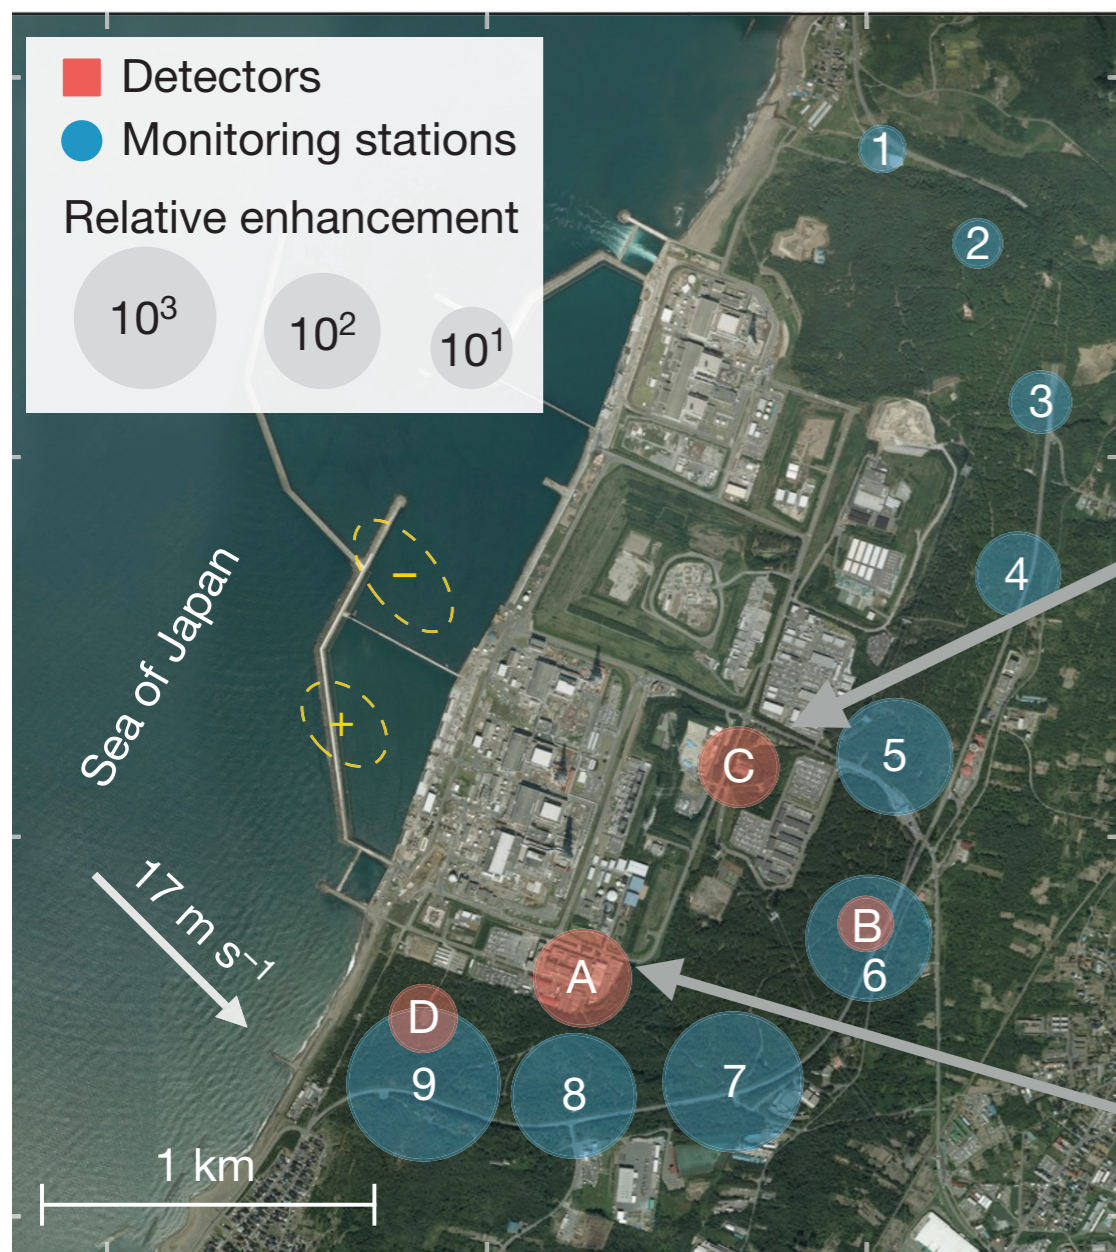 Detectors
Monitoring stations
Relative enhancement
10³
10²
10¹
1
2
3
4
5
6
7
8
9
A
B
C
D
−
+
Sea of Japan
17 m s⁻¹
1 km